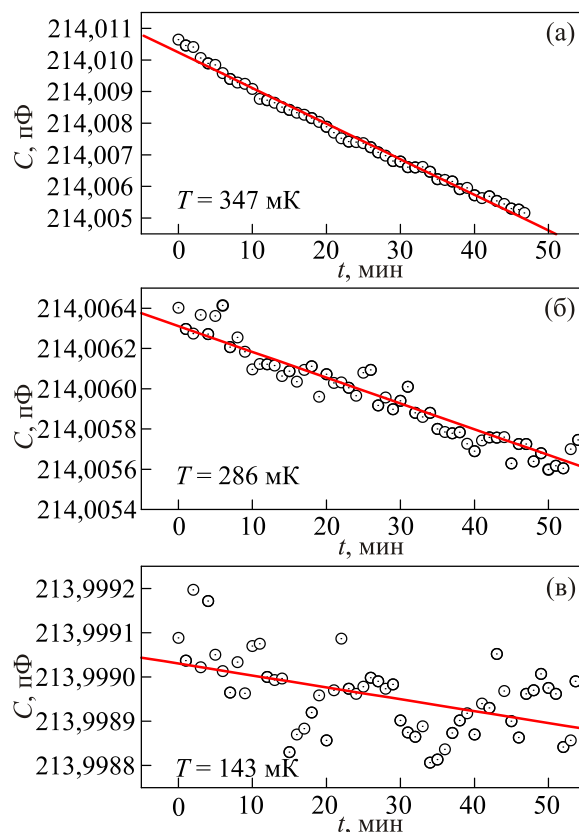 (а)
214,011
214,010
214,009
214,008
214,007
214,006
214,005
C, пФ
T = 347 мК
0 10 20 30 40 50
t, мин
(б)
214,0064
214,0062
214,0060
214,0058
214,0056
214,0054
C, пФ
T = 286 мК
0 10 20 30 40 50
t, мин
(в)
213,9992
213,9991
213,9990
213,9989
213,9988
C, пФ
T = 143 мК
0 10 20 30 40 50
t, мин